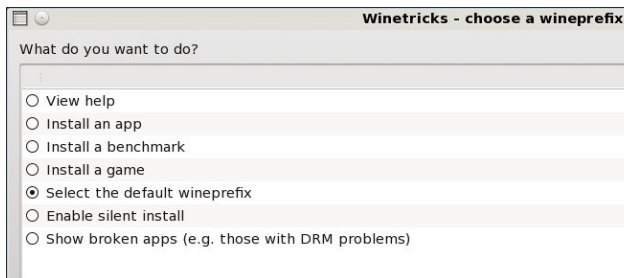 Winetricks - choose a wineprefix
What do you want to do?
View help
Install an app
Install a benchmark
Install a game
Select the default wineprefix
Enable silent install
Show broken apps (e.g. those with DRM problems)